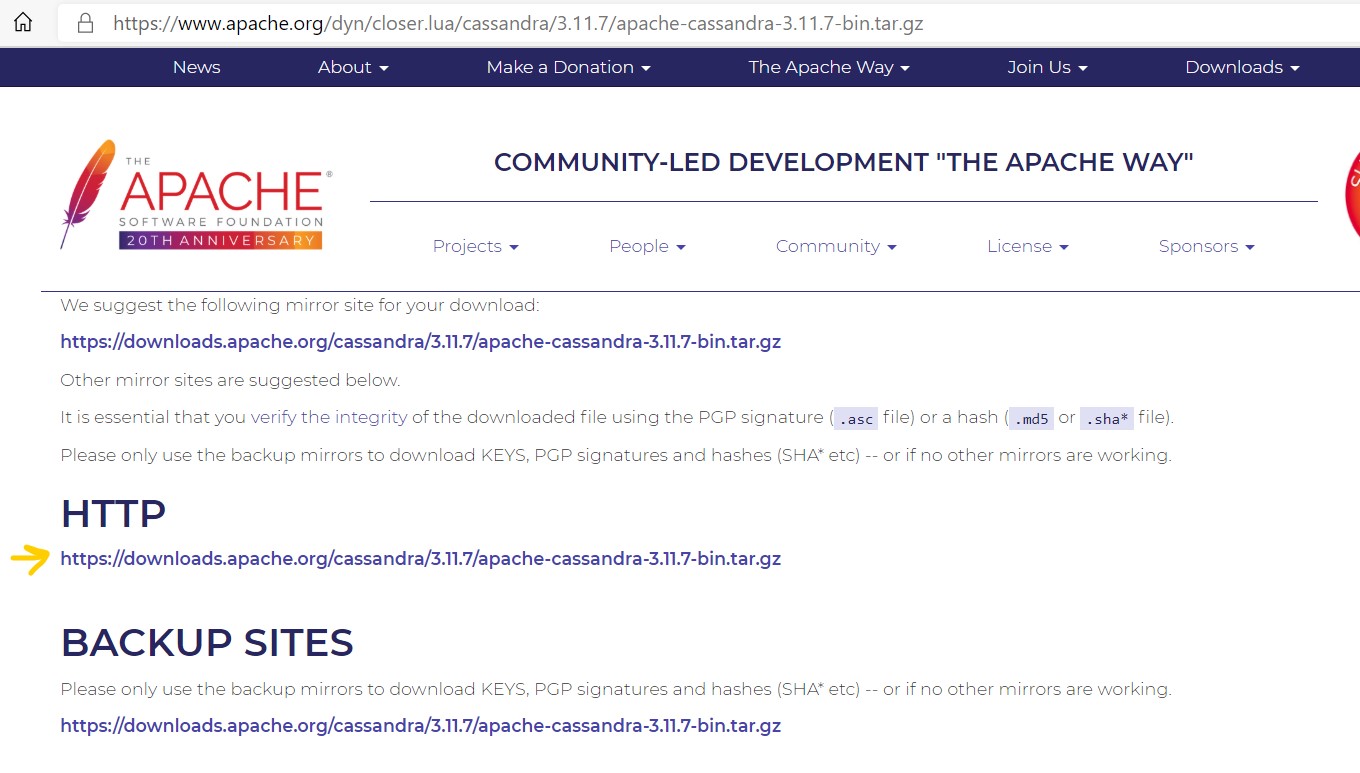 https://www.apache.org/dyn/closer.lua/cassandra/3.11.7/apache-cassandra-3.11.7-bin.tar.gz
News About Make a Donation The Apache Way Join Us Downloads
THE
APACHE®
SOFTWARE FOUNDATION
20TH ANNIVERSARY
COMMUNITY-LED DEVELOPMENT "THE APACHE WAY"
Projects People Community License Sponsors
We suggest the following mirror site for your download:
https://downloads.apache.org/cassandra/3.11.7/apache-cassandra-3.11.7-bin.tar.gz
Other mirror sites are suggested below.
It is essential that you verify the integrity of the downloaded file using the PGP signature ( .asc file) or a hash ( .md5 or .sha* file).
Please only use the backup mirrors to download KEYS, PGP signatures and hashes (SHA* etc) -- or if no other mirrors are working.
HTTP
https://downloads.apache.org/cassandra/3.11.7/apache-cassandra-3.11.7-bin.tar.gz
BACKUP SITES
Please only use the backup mirrors to download KEYS, PGP signatures and hashes (SHA* etc) -- or if no other mirrors are working.
https://downloads.apache.org/cassandra/3.11.7/apache-cassandra-3.11.7-bin.tar.gz